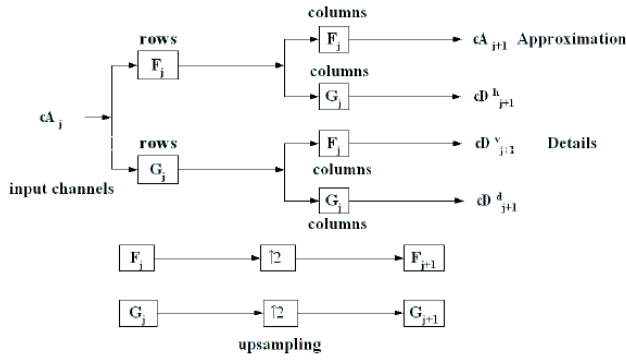 columns
rows
F j
cA j+1 Approximation
F j
columns
G j
cD h j+1
cA j
rows
F j
cD v j+1 Details
G j
columns
input channels
G j
cD d j+1
columns
F j
↑2
F j+1
G j
↑2
G j+1
upsampling